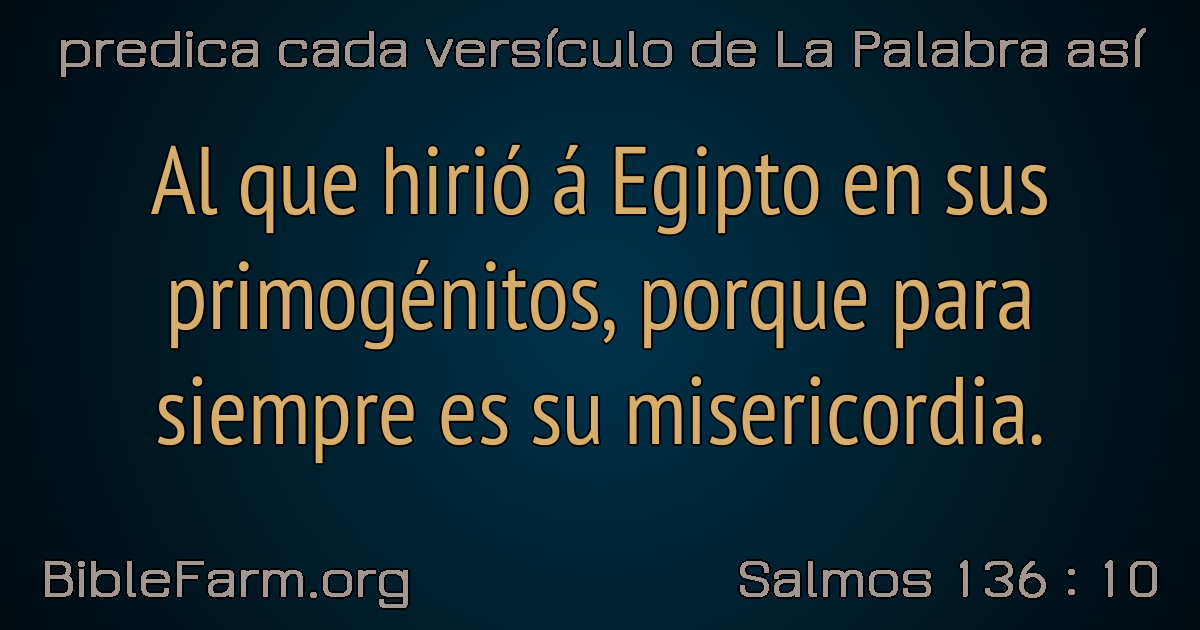 predica cada versículo de La Palabra así
Al que hirió á Egipto en sus
primogénitos, porque para
siempre es su misericordia.
BibleFarm.org
Salmos 136 : 10